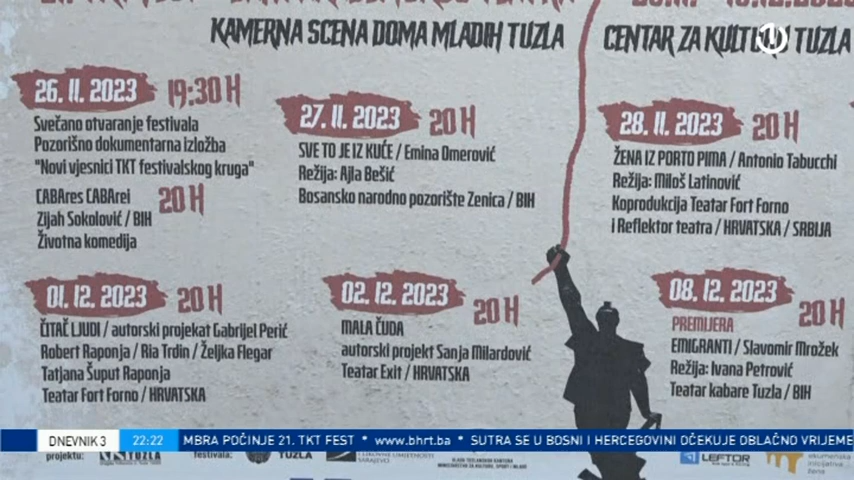 KAMERNA SCENA DOMA MLADIH TUZLA
CENTAR ZA KULTURU TUZLA
26. 11. 2023 19:30 H
Svečano otvaranje festivala
Pozorišno dokumentarna izložba
"Novi vjesnici TKT festivalskog kruga"
CABAres CABArei 20 H
Zijah Sokolović / BIH
Životna komedija
27. 11. 2023 20 H
SVE TO JE IZ KUĆE / Emina Omerović
Režija: Ajla Bešić
Bosansko narodno pozorište Zenica / BIH
28. 11. 2023 20 H
ŽENA IZ PORTO PIMA / Antonio Tabucchi
Režija: Miloš Latinović
Koprodukcija Teatar Fort Forno
i Reflektor teatra / HRVATSKA / SRBIJA
01. 12. 2023 20 H
ČITAČ LJUDI / autorski projekat Gabrijel Perić
Robert Raponja / Ria Trdin / Željka Flegar
Tatjana Šuput Raponja
Teatar Fort Forno / HRVATSKA
02. 12. 2023 20 H
MALA ČUDA
autorski projekt Sanja Milardović
Teatar Exit / HRVATSKA
08. 12. 2023 20 H
PREMIJERA
EMIGRANTI / Slavomir Mrožek
Režija: Ivana Petrović
Teatar kabare Tuzla / BIH
DNEVNIK 3 22:22 MBRA POČINJE 21. TKT FEST * www.bhrt.ba * SUTRA SE U BOSNI I HERCEGOVINI OČEKUJE OBLAČNO VRIJEME
projektu:
festivala:
TUZLA
LEFTOR